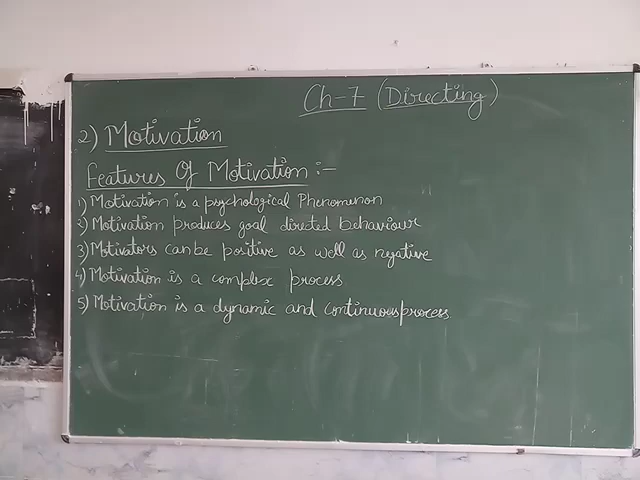 Ch-7 (Directing)
2) Motivation
Features Of Motivation :-
1) Motivation is a psychological Phenomenon
2) Motivation produces goal directed behaviour
3) Motivators can be positive as well as negative
4) Motivation is a complex process
5) Motivation is a dynamic and continuous process